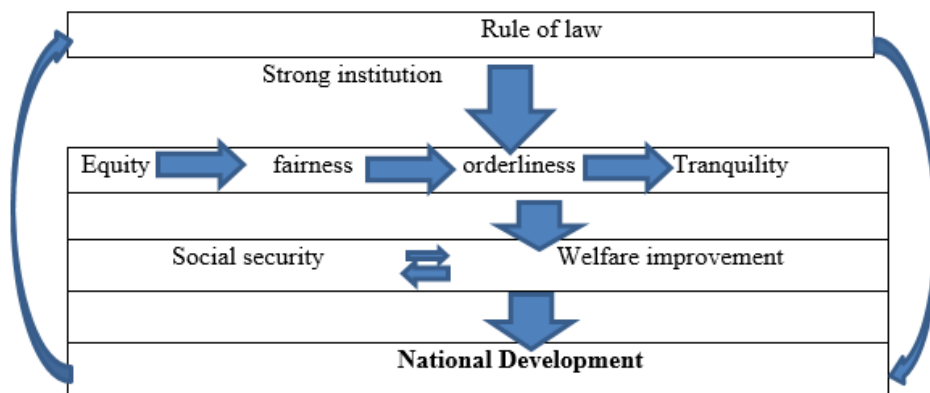 Rule of law
Strong institution
Equity fairness orderliness Tranquility
Social security Welfare improvement
National Development